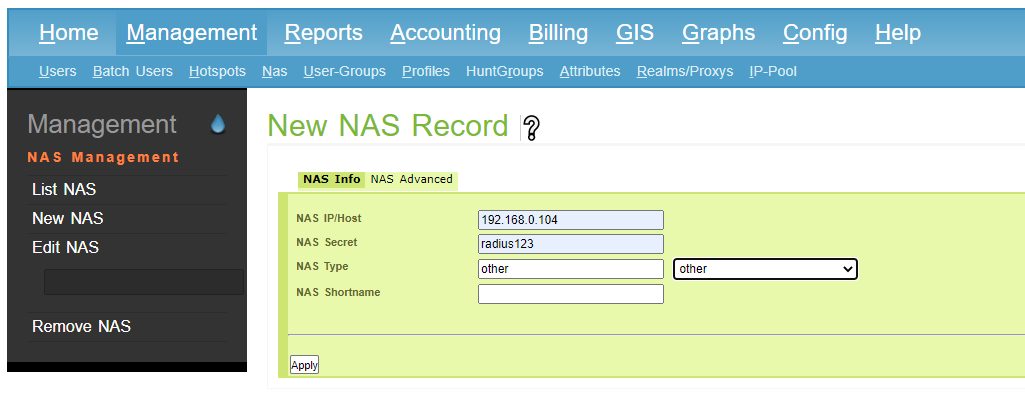 Home Management Reports Accounting Billing GIS Graphs Config Help
Users Batch Users Hotspots Nas User-Groups Profiles HuntGroups Attributes Realms/Proxys IP-Pool
Management
NAS Management
List NAS
New NAS
Edit NAS
Remove NAS
New NAS Record ?
NAS Info NAS Advanced
NAS IP/Host 192.168.0.104
NAS Secret radius123
NAS Type other other
NAS Shortname
Apply